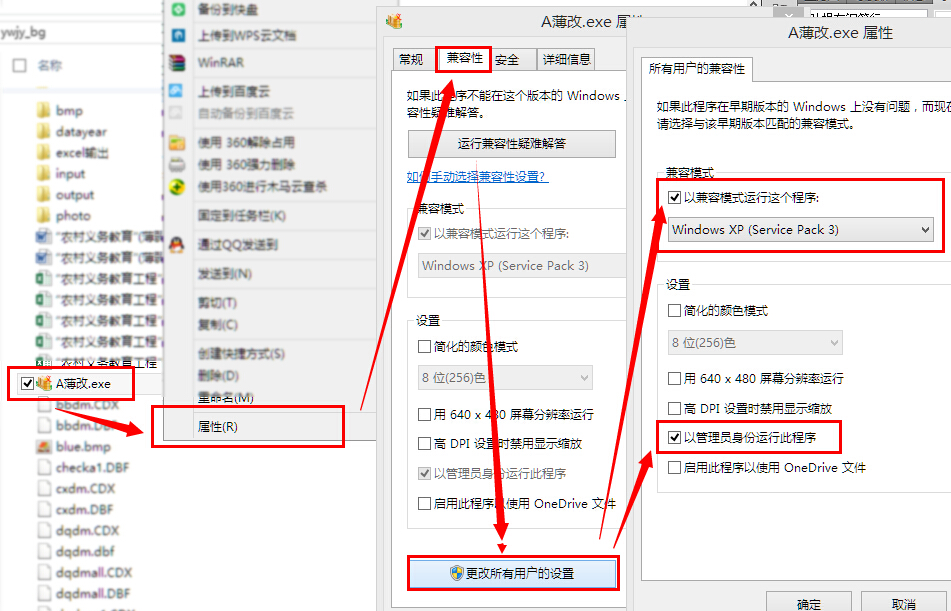 ywjy_bg
名称
bmp
datayear
excel输出
input
output
photo
"农村义务教育"(薄弱
"农村义务教育"(薄弱
"农村义务教育工程"
"农村义务教育工程"
"农村义务教育工程"
"农村义务教育工程"
"农村义务教育工程
A薄改.exe
bbdm.CDX
bbdm.DBF
blue.bmp
checka1.DBF
cxdm.CDX
cxdm.DBF
dqdm.CDX
dqdm.dbf
dqdmall.CDX
dqdmall.DBF
备份到快盘
上传到WPS云文档
WinRAR
上传到百度云
自动备份到百度云
使用 360解除占用
使用 360强力删除
使用360进行木马云查杀
固定到任务栏(K)
通过QQ发送到
发送到(N)
剪切(T)
复制(C)
创建快捷方式(S)
删除(D)
重命名(M)
属性(R)
A薄改.exe 属性
常规
兼容性
安全
详细信息
如果此程序不能在这个版本的 Windows
容性疑难解答。
运行兼容性疑难解答
如何手动选择兼容性设置?
兼容模式
以兼容模式运行这个程序:
Windows XP (Service Pack 3)
设置
简化的颜色模式
8 位(256)色
用 640 x 480 屏幕分辨率运行
高 DPI 设置时禁用显示缩放
以管理员身份运行此程序
启用此程序以使用 OneDrive 文件
更改所有用户的设置
A薄改.exe 属性
所有用户的兼容性
如果此程序在早期版本的 Windows 上没有问题，而现在
请选择与该早期版本匹配的兼容模式。
兼容模式
以兼容模式运行这个程序:
Windows XP (Service Pack 3)
设置
简化的颜色模式
8 位(256)色
用 640 x 480 屏幕分辨率运行
高 DPI 设置时禁用显示缩放
以管理员身份运行此程序
启用此程序以使用 OneDrive 文件
确定
取消